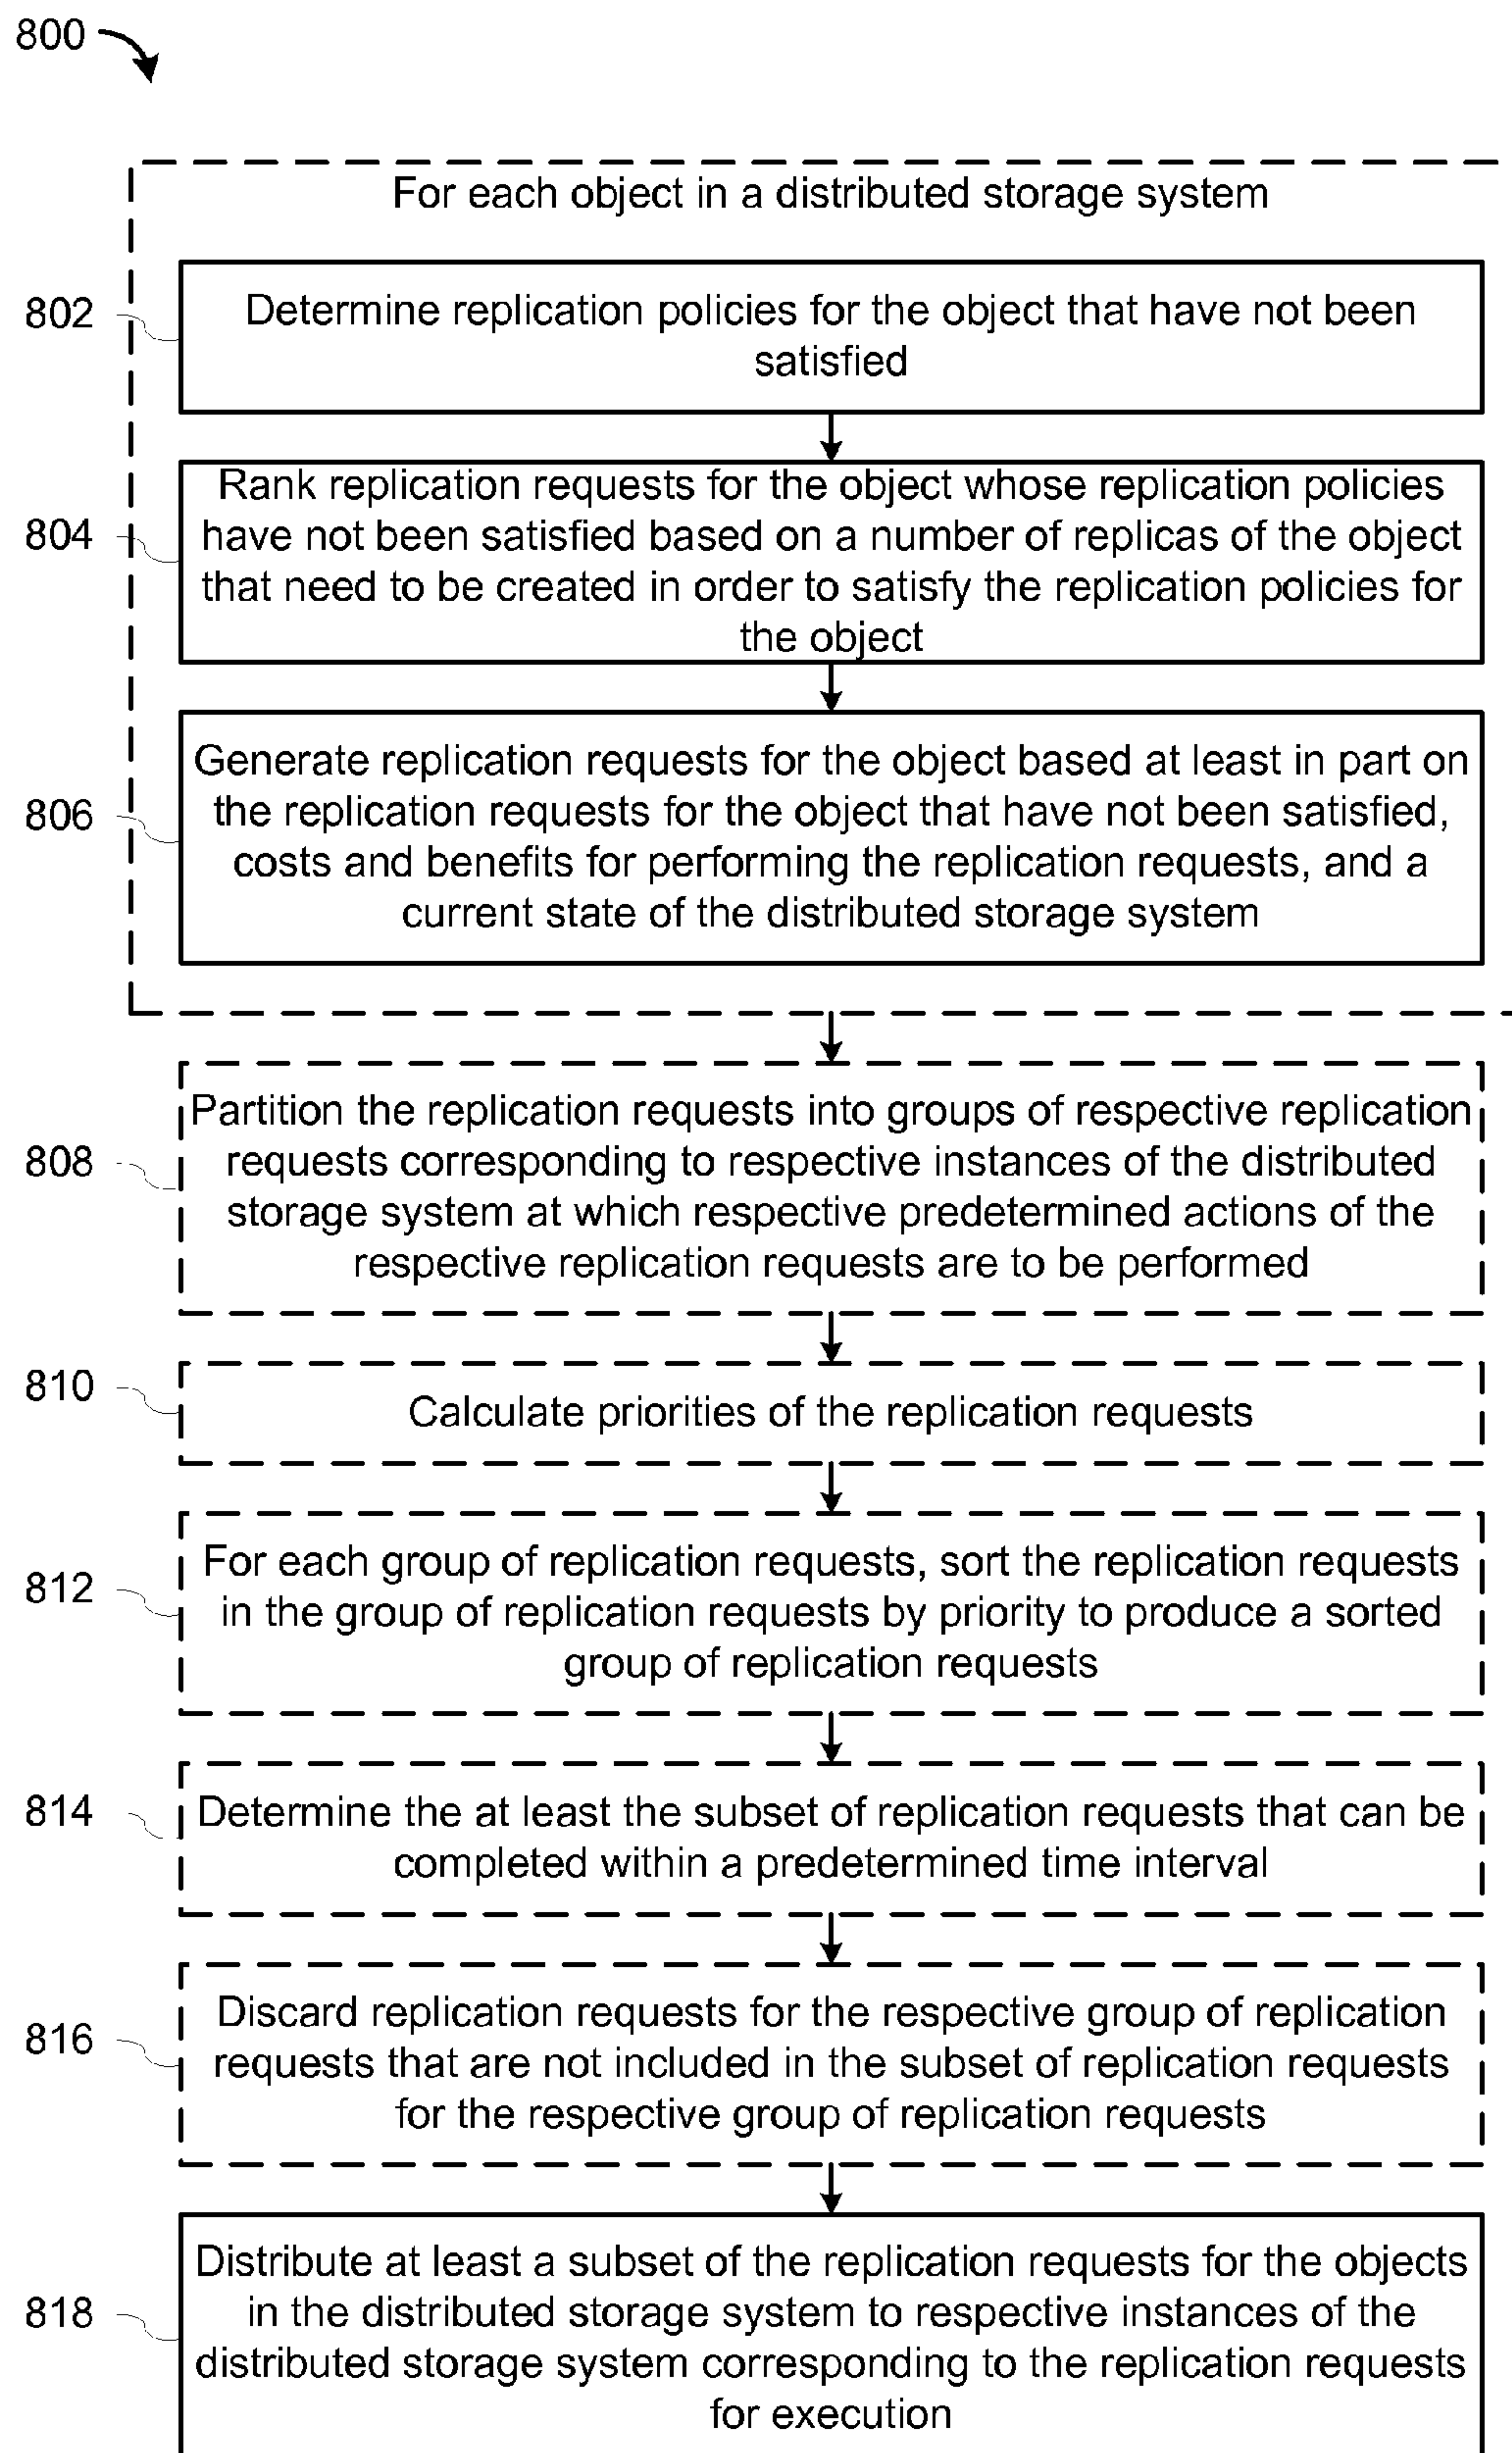 800
For each object in a distributed storage system
802
Determine replication policies for the object that have not been
satisfied
804
Rank replication requests for the object whose replication policies
have not been satisfied based on a number of replicas of the object
that need to be created in order to satisfy the replication policies for
the object
806
Generate replication requests for the object based at least in part on
the replication requests for the object that have not been satisfied,
costs and benefits for performing the replication requests, and a
current state of the distributed storage system
808
Partition the replication requests into groups of respective replication
requests corresponding to respective instances of the distributed
storage system at which respective predetermined actions of the
respective replication requests are to be performed
810
Calculate priorities of the replication requests
812
For each group of replication requests, sort the replication requests
in the group of replication requests by priority to produce a sorted
group of replication requests
814
Determine the at least the subset of replication requests that can be
completed within a predetermined time interval
816
Discard replication requests for the respective group of replication
requests that are not included in the subset of replication requests
for the respective group of replication requests
818
Distribute at least a subset of the replication requests for the objects
in the distributed storage system to respective instances of the
distributed storage system corresponding to the replication requests
for execution